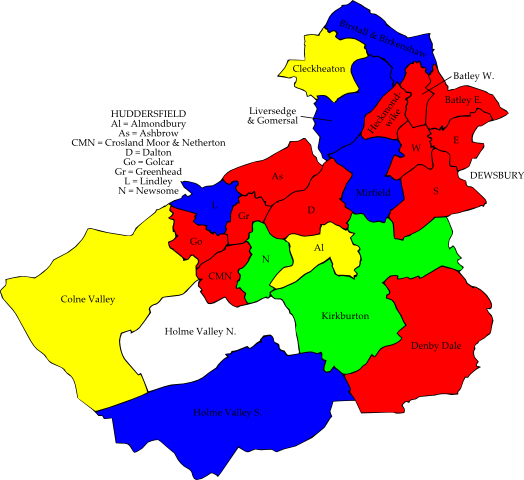 Birstall & Birkenshaw
Cleckheaton
Batley W.
Liversedge
& Gomersal
Heckmond-
wike
Batley E.
HUDDERSFIELD
Al = Almondbury
As = Ashbrow
CMN = Crosland Moor & Netherton
D = Dalton
Go = Golcar
Gr = Greenhead
L = Lindley
N = Newsome
W
E
DEWSBURY
As
Mirfield
S
L
Gr
D
Go
N
Al
CMN
Colne Valley
Kirkburton
Holme Valley N.
Denby Dale
Holme Valley S.